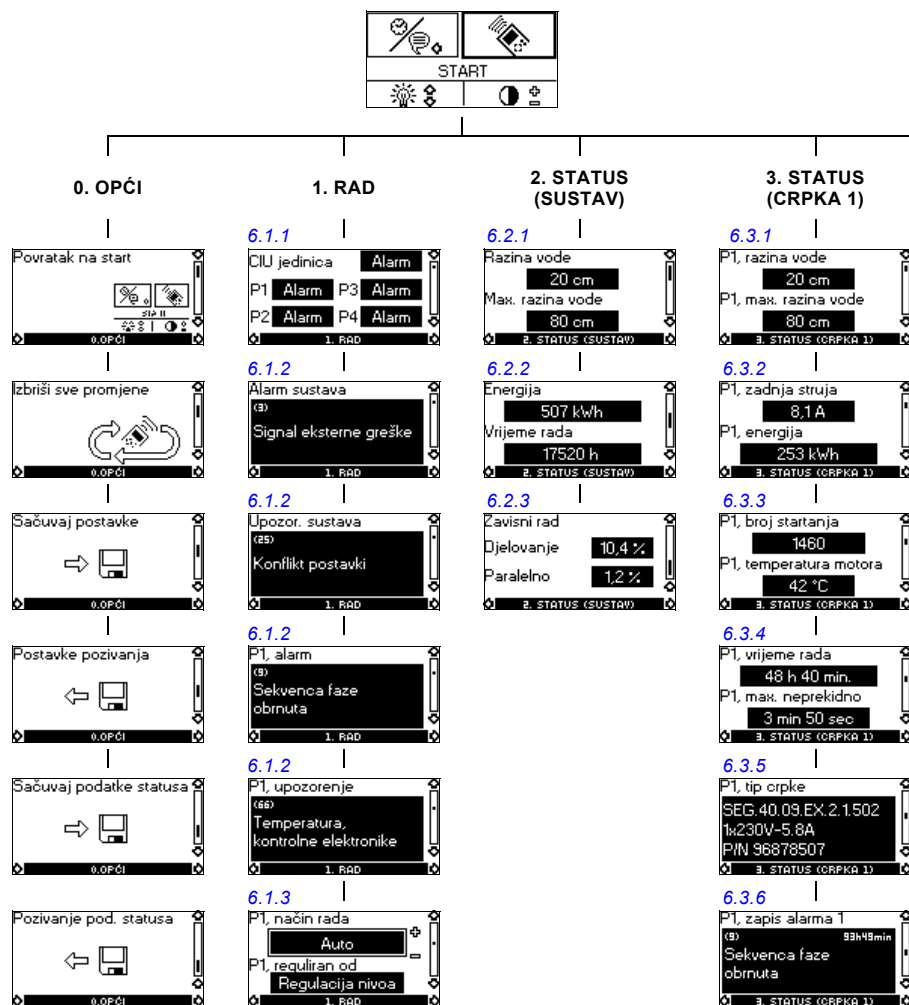 START
0. OPĆI
Povratak na start
START
0.OPĆI
Izbriši sve promjene
0.OPĆI
Sačuvaj postavke
0.OPĆI
Postavke pozivanja
0.OPĆI
Sačuvaj podatke statusa
0.OPĆI
Pozivanje pod. statusa
0.OPĆI
1. RAD
6.1.1
CIU jedinica Alarm
P1 Alarm P3 Alarm
P2 Alarm P4 Alarm
1. RAD
6.1.2
Alarm sustava
(3)
Signal eksterne greške
1. RAD
6.1.2
Upozor. sustava
(25)
Konflikt postavki
1. RAD
6.1.2
P1, alarm
(9)
Sekvenca faze
obrnuta
1. RAD
6.1.2
P1, upozorenje
(66)
Temperatura,
kontrolne elektronike
1. RAD
6.1.3
P1, način rada
Auto
P1, reguliran od
Regulacija nivoa
1. RAD
2. STATUS
(SUSTAV)
6.2.1
Razina vode
20 cm
Max. razina vode
80 cm
2. STATUS (SUSTAV)
6.2.2
Energija
507 kWh
Vrijeme rada
17520 h
2. STATUS (SUSTAV)
6.2.3
Zavisni rad
Djelovanje 10,4 %
Paralelno 1,2 %
2. STATUS (SUSTAV)
3. STATUS
(CRPKA 1)
6.3.1
P1, razina vode
20 cm
P1, max. razina vode
80 cm
3. STATUS (CRPKA 1)
6.3.2
P1, zadnja struja
8,1 A
P1, energija
253 kWh
3. STATUS (CRPKA 1)
6.3.3
P1, broj startanja
1460
P1, temperatura motora
42 °C
3. STATUS (CRPKA 1)
6.3.4
P1, vrijeme rada
48 h 40 min.
P1, max. neprekidno
3 min 50 sec
3. STATUS (CRPKA 1)
6.3.5
P1, tip crpke
SEG.40.09.EX.2.1.502
1x230V-5.8A
P/N 96878507
3. STATUS (CRPKA 1)
6.3.6
P1, zapis alarma 1
(9) 93h49min
Sekvenca faze
obrnuta
3. STATUS (CRPKA 1)